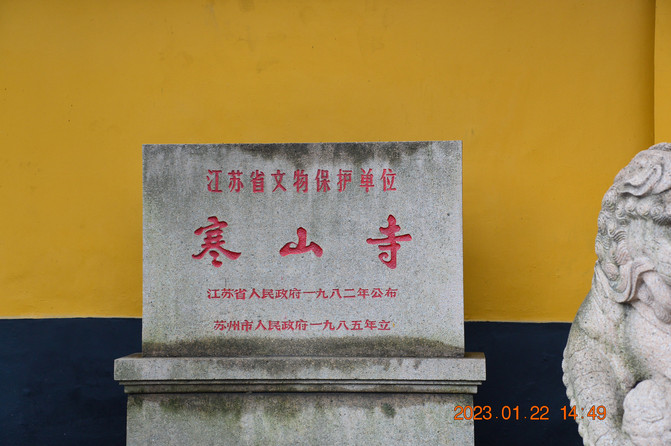 江苏省文物保护单位
寒山寺
江苏省人民政府一九八二年公布
苏州市人民政府一九八五年立
2023.01.22 14:49